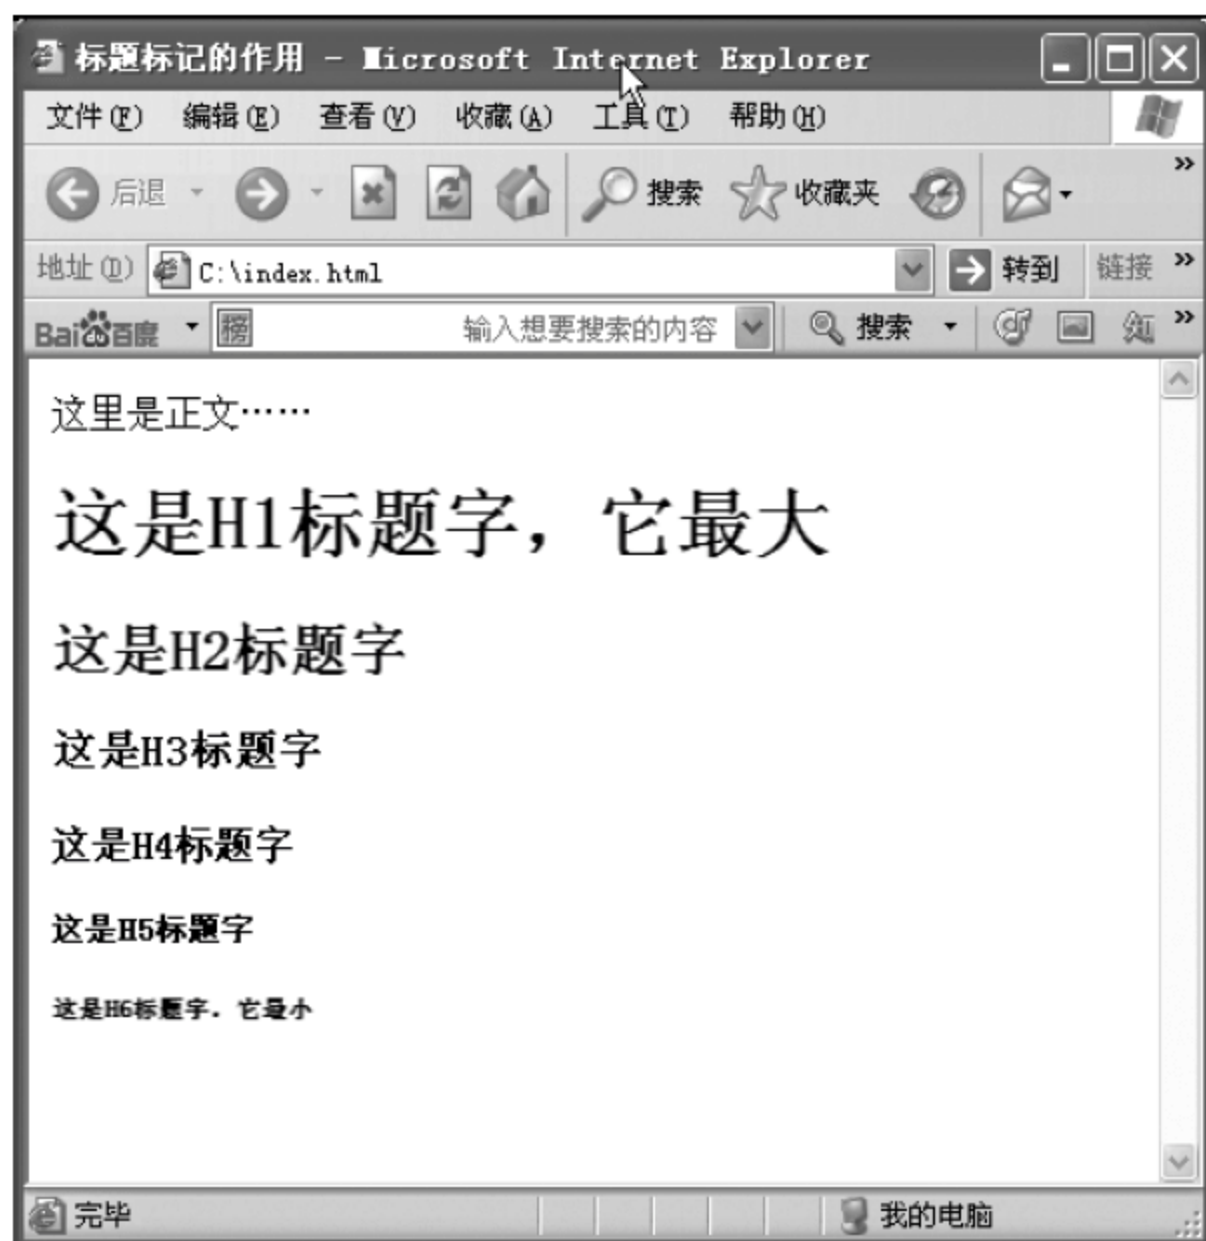 标题标记的作用 - Microsoft Internet Explorer
文件(F) 编辑(E) 查看(V) 收藏(A) 工具(T) 帮助(H)
后退 搜索 收藏夹 »
地址(D) C:\index.html 转到 链接 »
Bai百度 榜 输入想要搜索的内容 搜索 知 »
这里是正文……
这是H1标题字，它最大
这是H2标题字
这是H3标题字
这是H4标题字
这是H5标题字
这是H6标题字．它最小
完毕 我的电脑